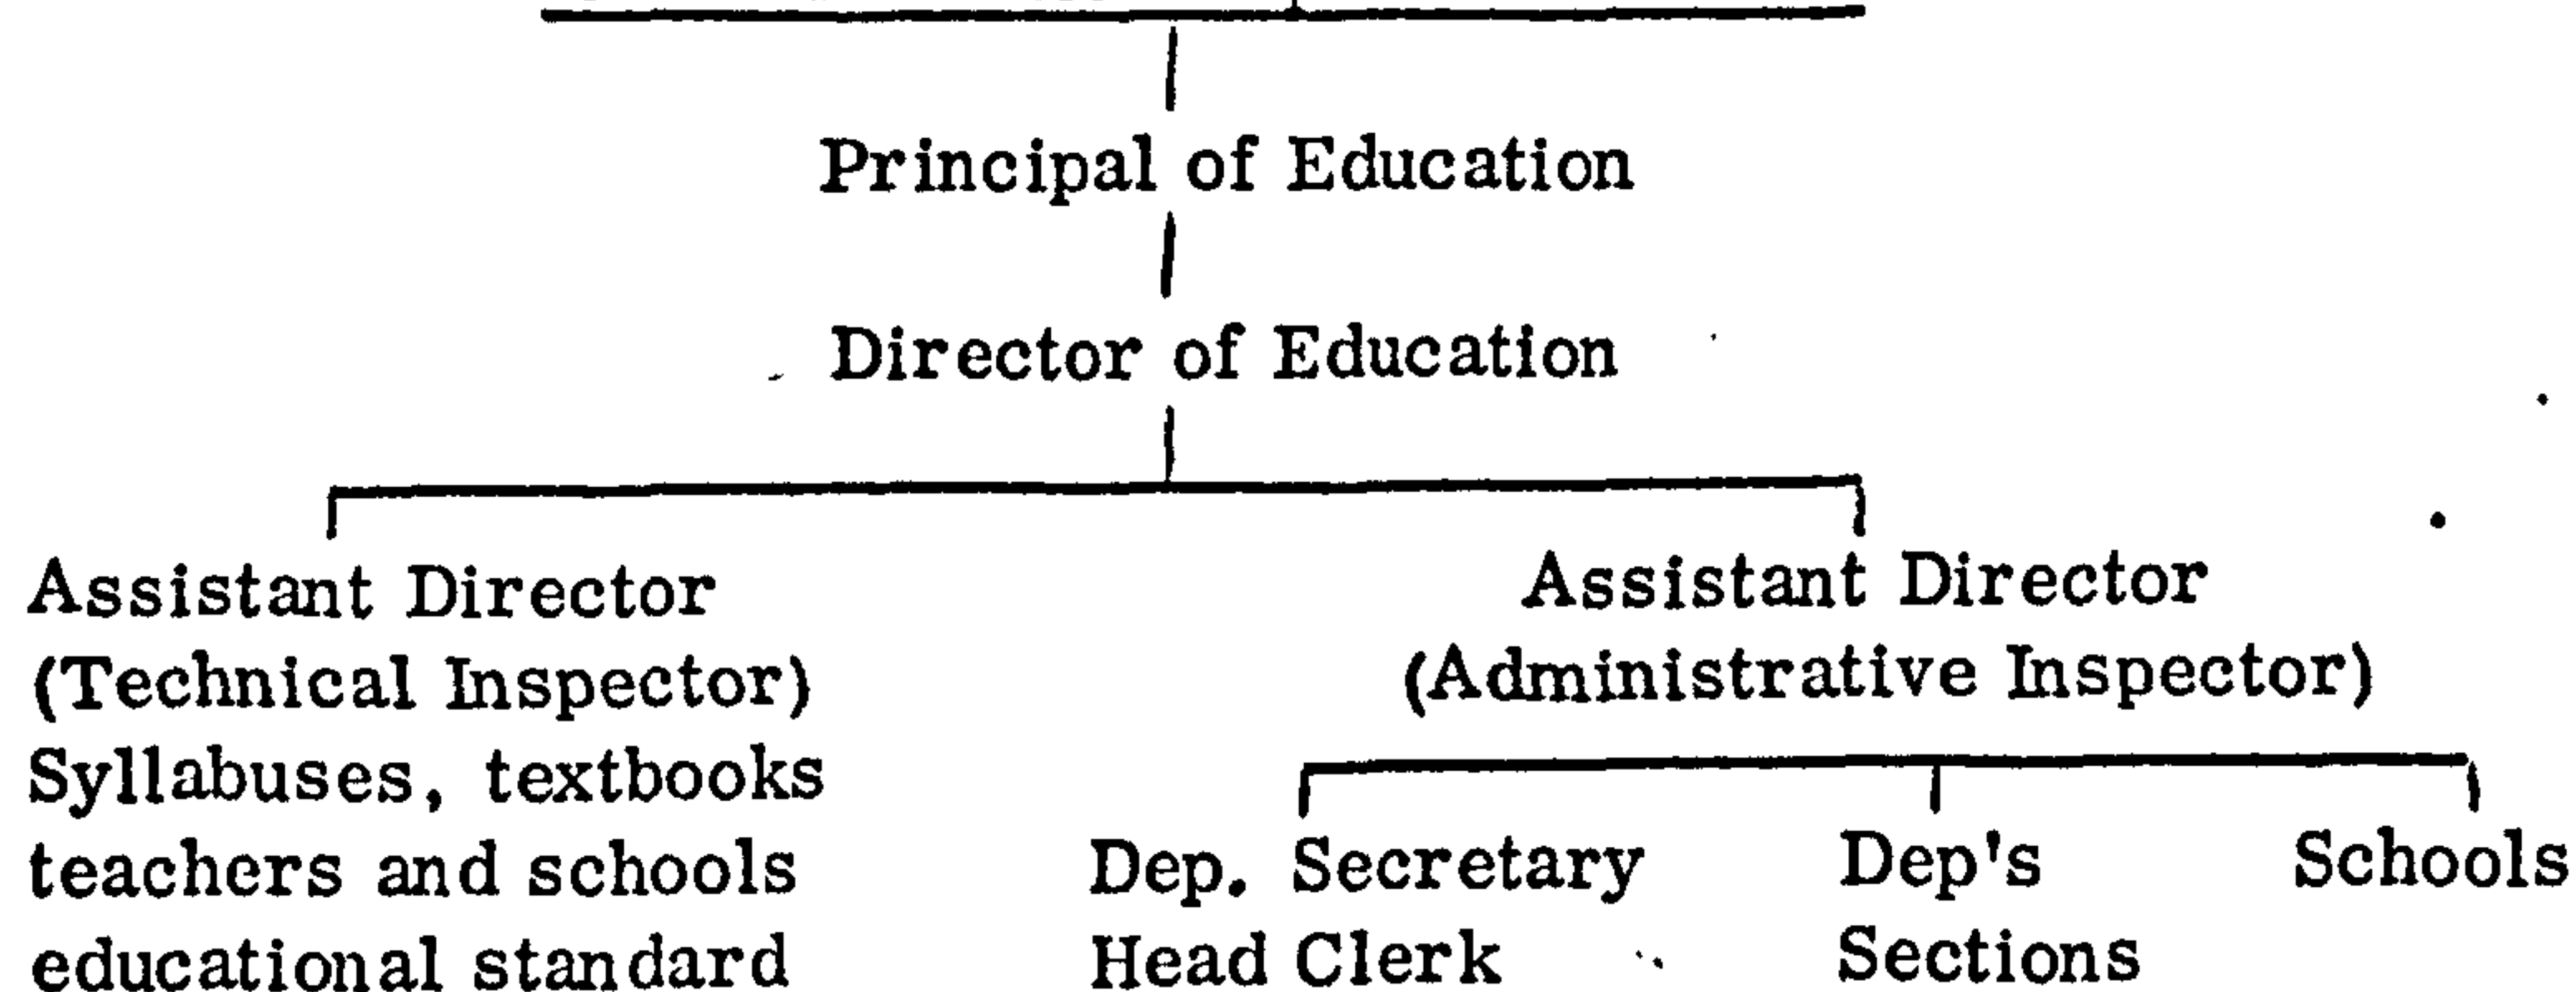 Principal of Education
Director of Education
Assistant Director
(Technical Inspector)
Syllabuses, textbooks
teachers and schools
educational standard
Assistant Director
(Administrative Inspector)
Dep. Secretary
Head Clerk
Dep's
Sections
Schools